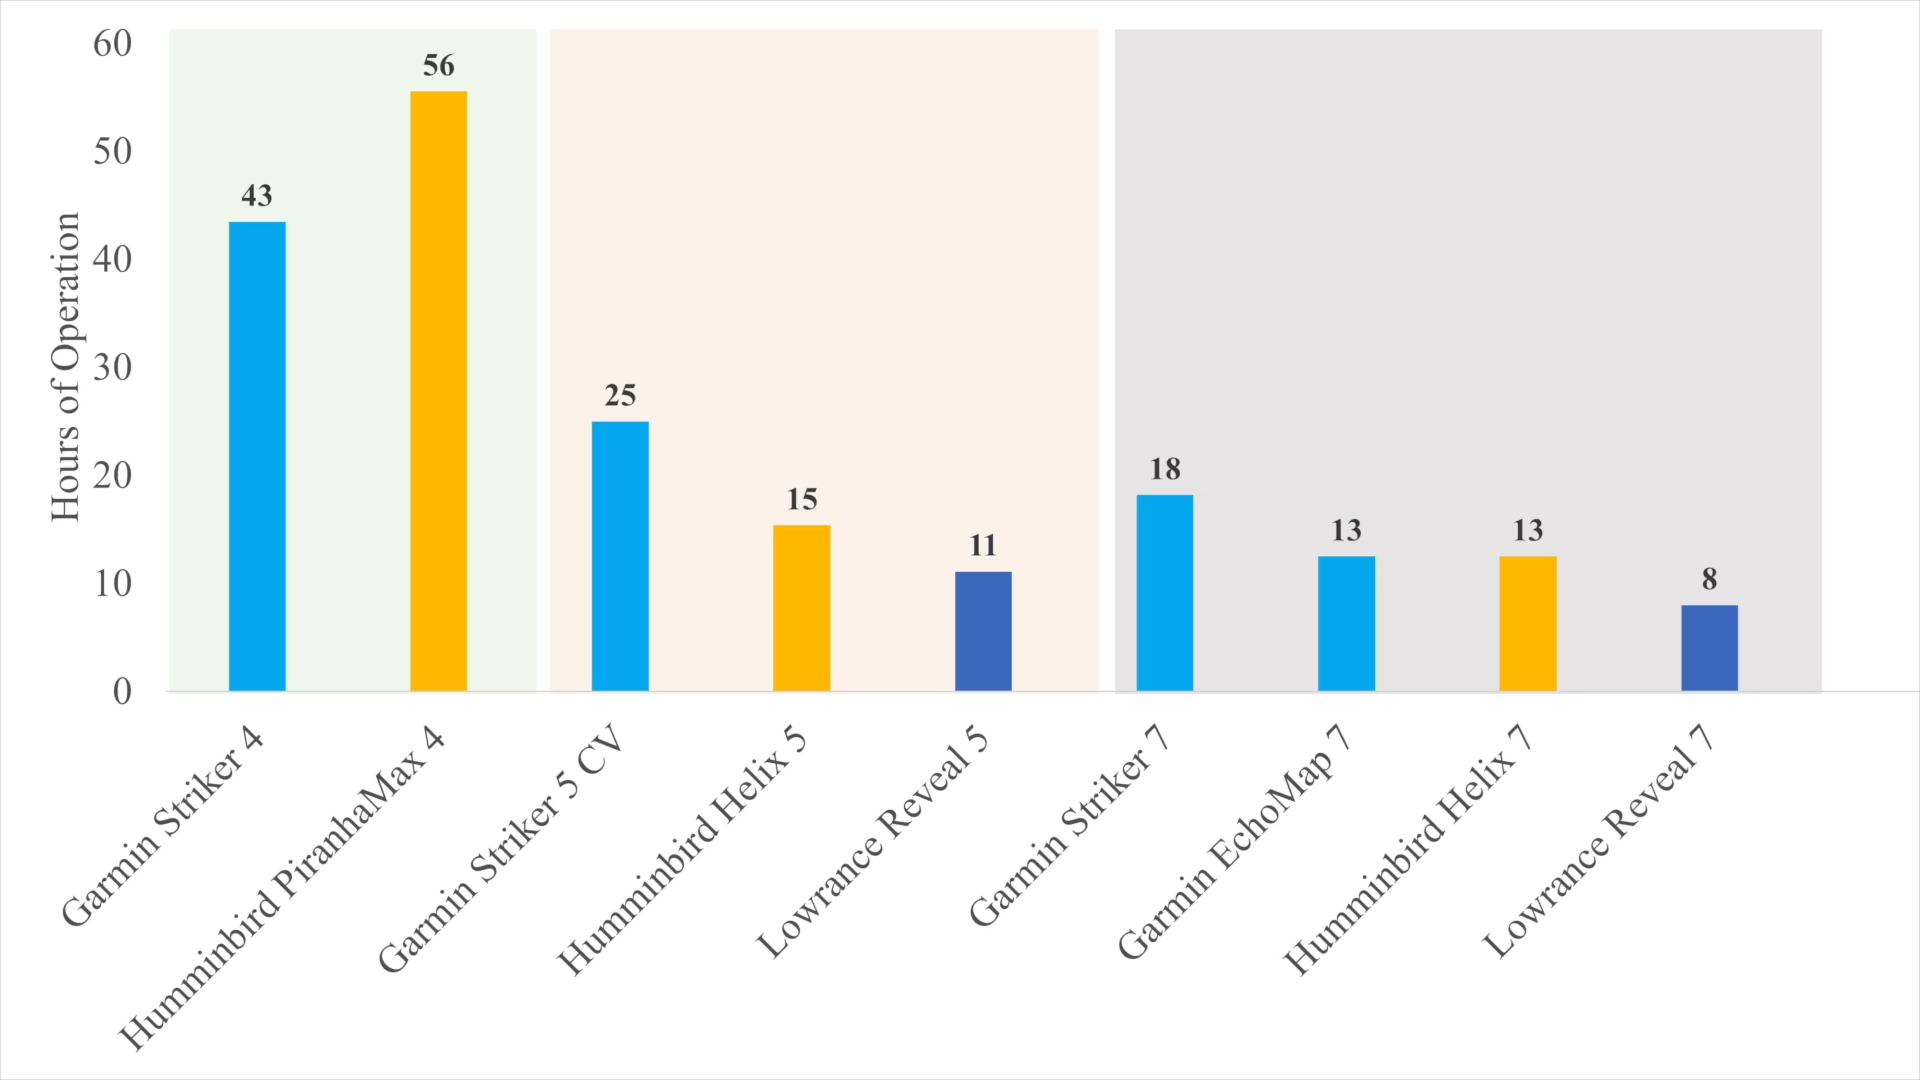 60
50
40
30
20
10
0
Hours of Operation
43
56
25
15
11
18
13
13
8
Garmin Striker 4
Humminbird PiranhaMax 4
Garmin Striker 5 CV
Humminbird Helix 5
Lowrance Reveal 5
Garmin Striker 7
Garmin EchoMap 7
Humminbird Helix 7
Lowrance Reveal 7